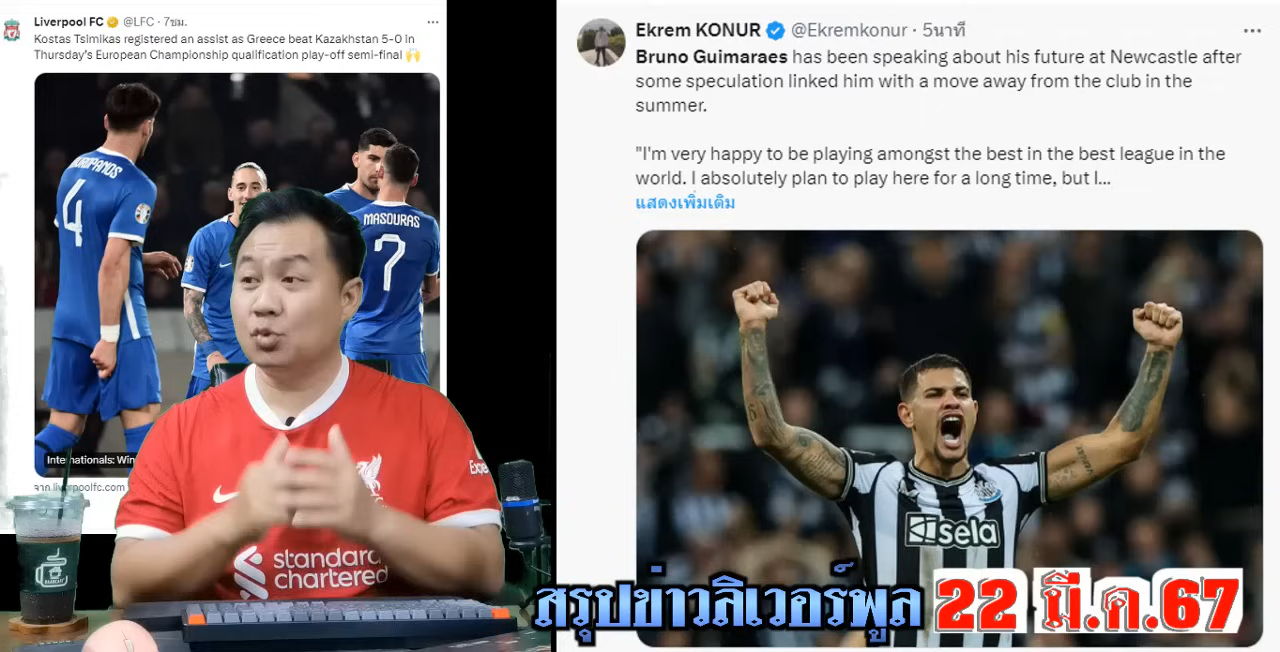 Liverpool FC @LFC · 7ชม.
Kostas Tsimikas registered an assist as Greece beat Kazakhstan 5-0 in
Thursday's European Championship qualification play-off semi-final 🙌
4
MASOURAS
7
Internationals: Win
จาก liverpoolfc.com
Ekrem KONUR @Ekremkonur · 5นาที
Bruno Guimaraes has been speaking about his future at Newcastle after
some speculation linked him with a move away from the club in the
summer.
"I'm very happy to be playing amongst the best in the best league in the
world. I absolutely plan to play here for a long time, but I...
แสดงเพิ่มเติม
sela
standard
chartered
สรุปข่าวลิเวอร์พูล 22 มี.ค.67